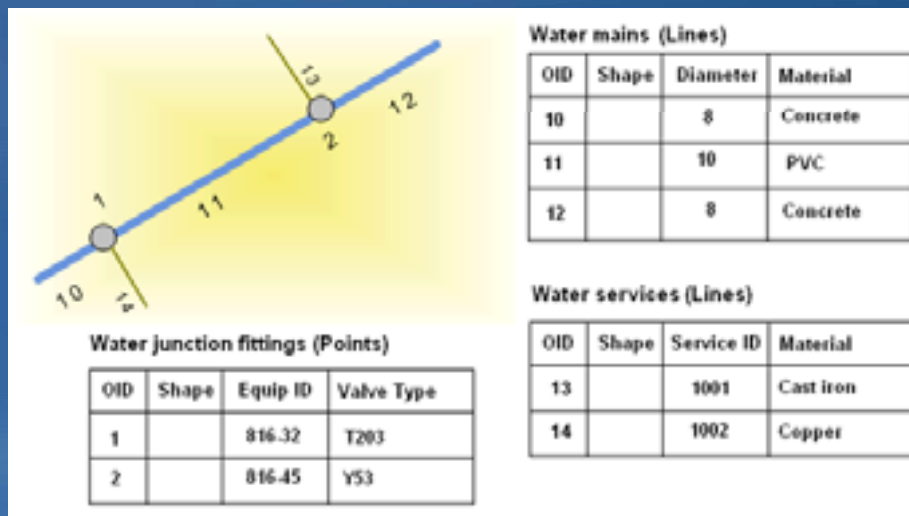 13
12
2
11
1
10
14
Water mains (Lines)
OID Shape Diameter Material
10 8 Concrete
11 10 PVC
12 8 Concrete
Water services (Lines)
OID Shape Service ID Material
13 1001 Cast iron
14 1002 Copper
Water junction fittings (Points)
OID Shape Equip ID Valve Type
1 816-32 T203
2 816-45 Y53